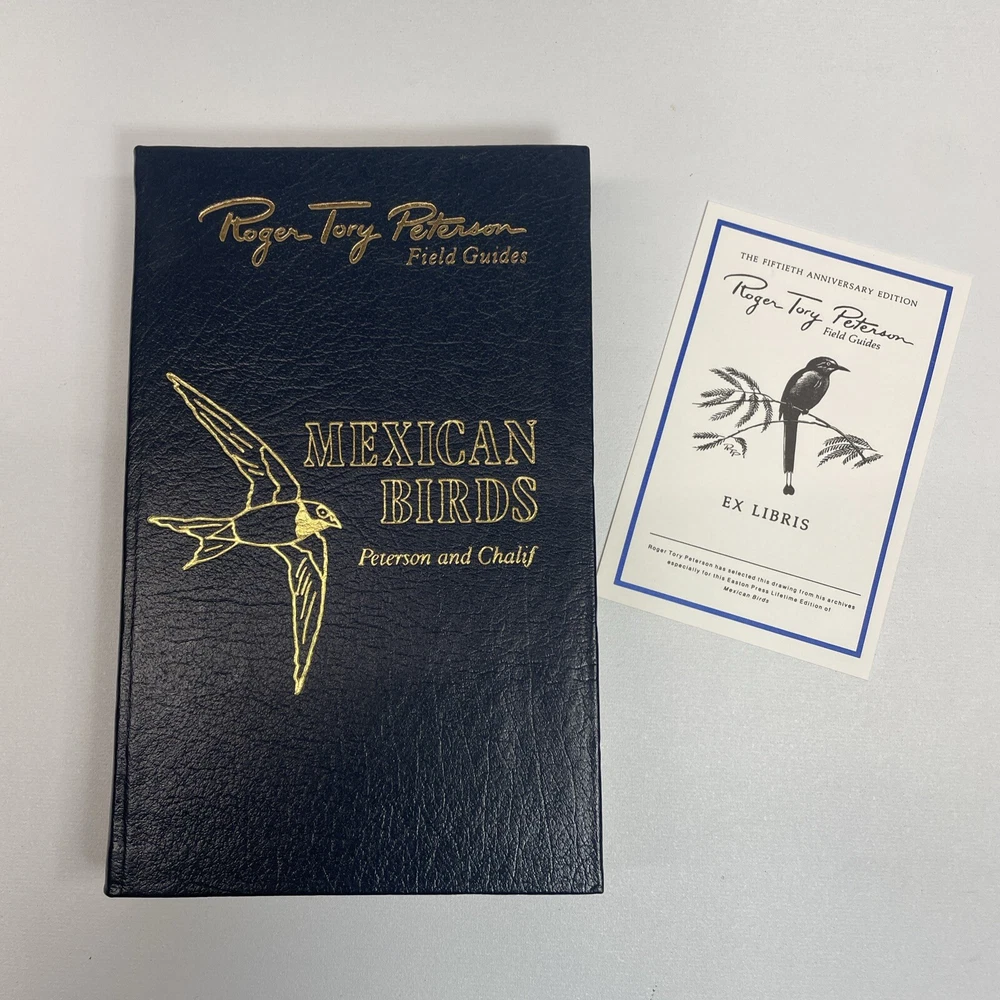 Roger Tory Peterson
Field Guides
MEXICAN
BIRDS
Peterson and Chalif
THE FIFTIETH ANNIVERSARY EDITION
Roger Tory Peterson
Field Guides
EX LIBRIS
Roger Tory Peterson has selected this drawing from his archives
especially for this Easton Press Lifetime Edition of
Mexican Birds